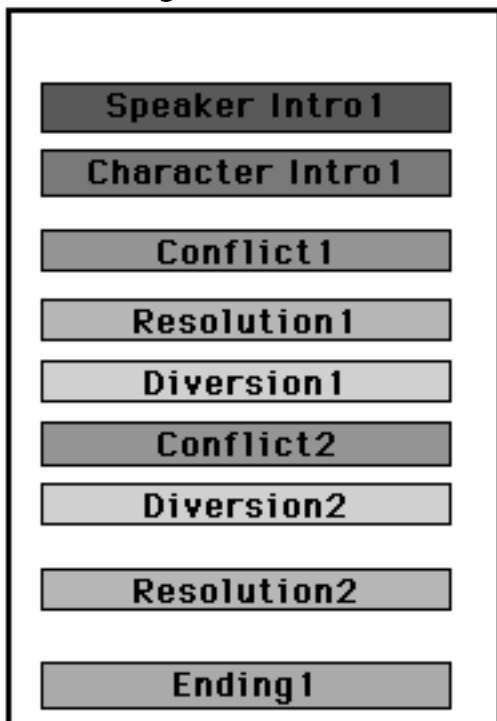 Speaker Intro1
Character Intro1
Conflict1
Resolution1
Diversion1
Conflict2
Diversion2
Resolution2
Ending1